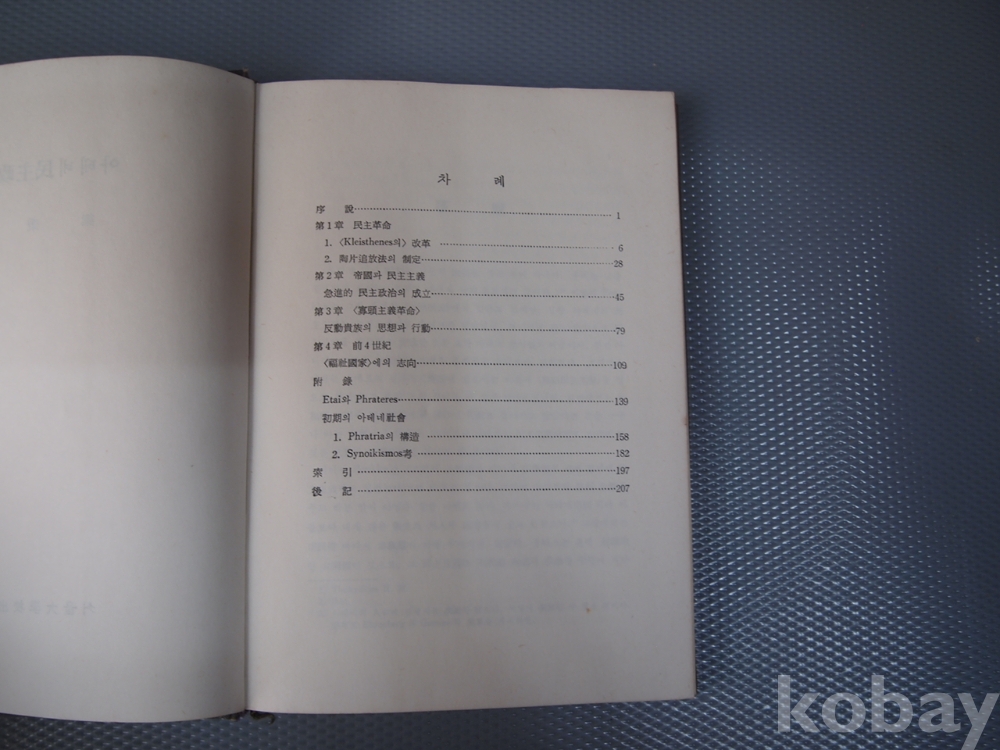 차 례
序 說 1
第1章 民主革命
1. 〈Kleisthenes의〉 改革 6
2. 陶片追放法의 制定 28
第2章 帝國과 民主主義
急進的 民主政治의 成立 45
第3章 〈寡頭主義革命〉
反動貴族의 思想과 行動 79
第4章 前4世紀
〈福祉國家〉에의 志向 109
附 錄
Etai와 Phrateres 139
初期의 아테네社會
1. Phratria의 構造 158
2. Synoikismos考 182
索 引 197
後 記 207
kobay